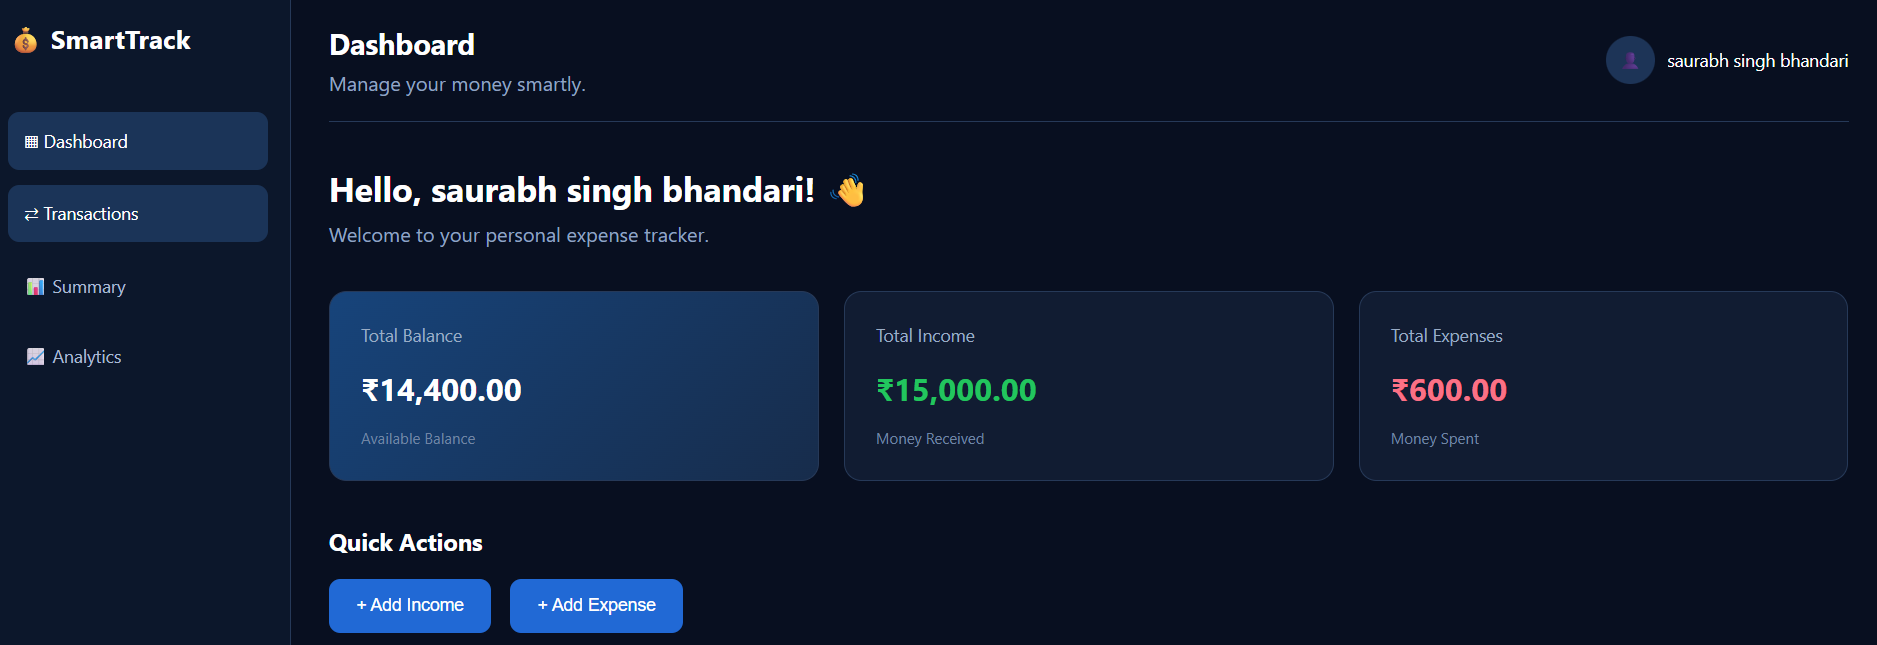 💰 SmartTrack
▦ Dashboard
⇄ Transactions
📊 Summary
📈 Analytics
Dashboard
Manage your money smartly.
saurabh singh bhandari
Hello, saurabh singh bhandari! 👋
Welcome to your personal expense tracker.
Total Balance
₹14,400.00
Available Balance
Total Income
₹15,000.00
Money Received
Total Expenses
₹600.00
Money Spent
Quick Actions
+ Add Income
+ Add Expense